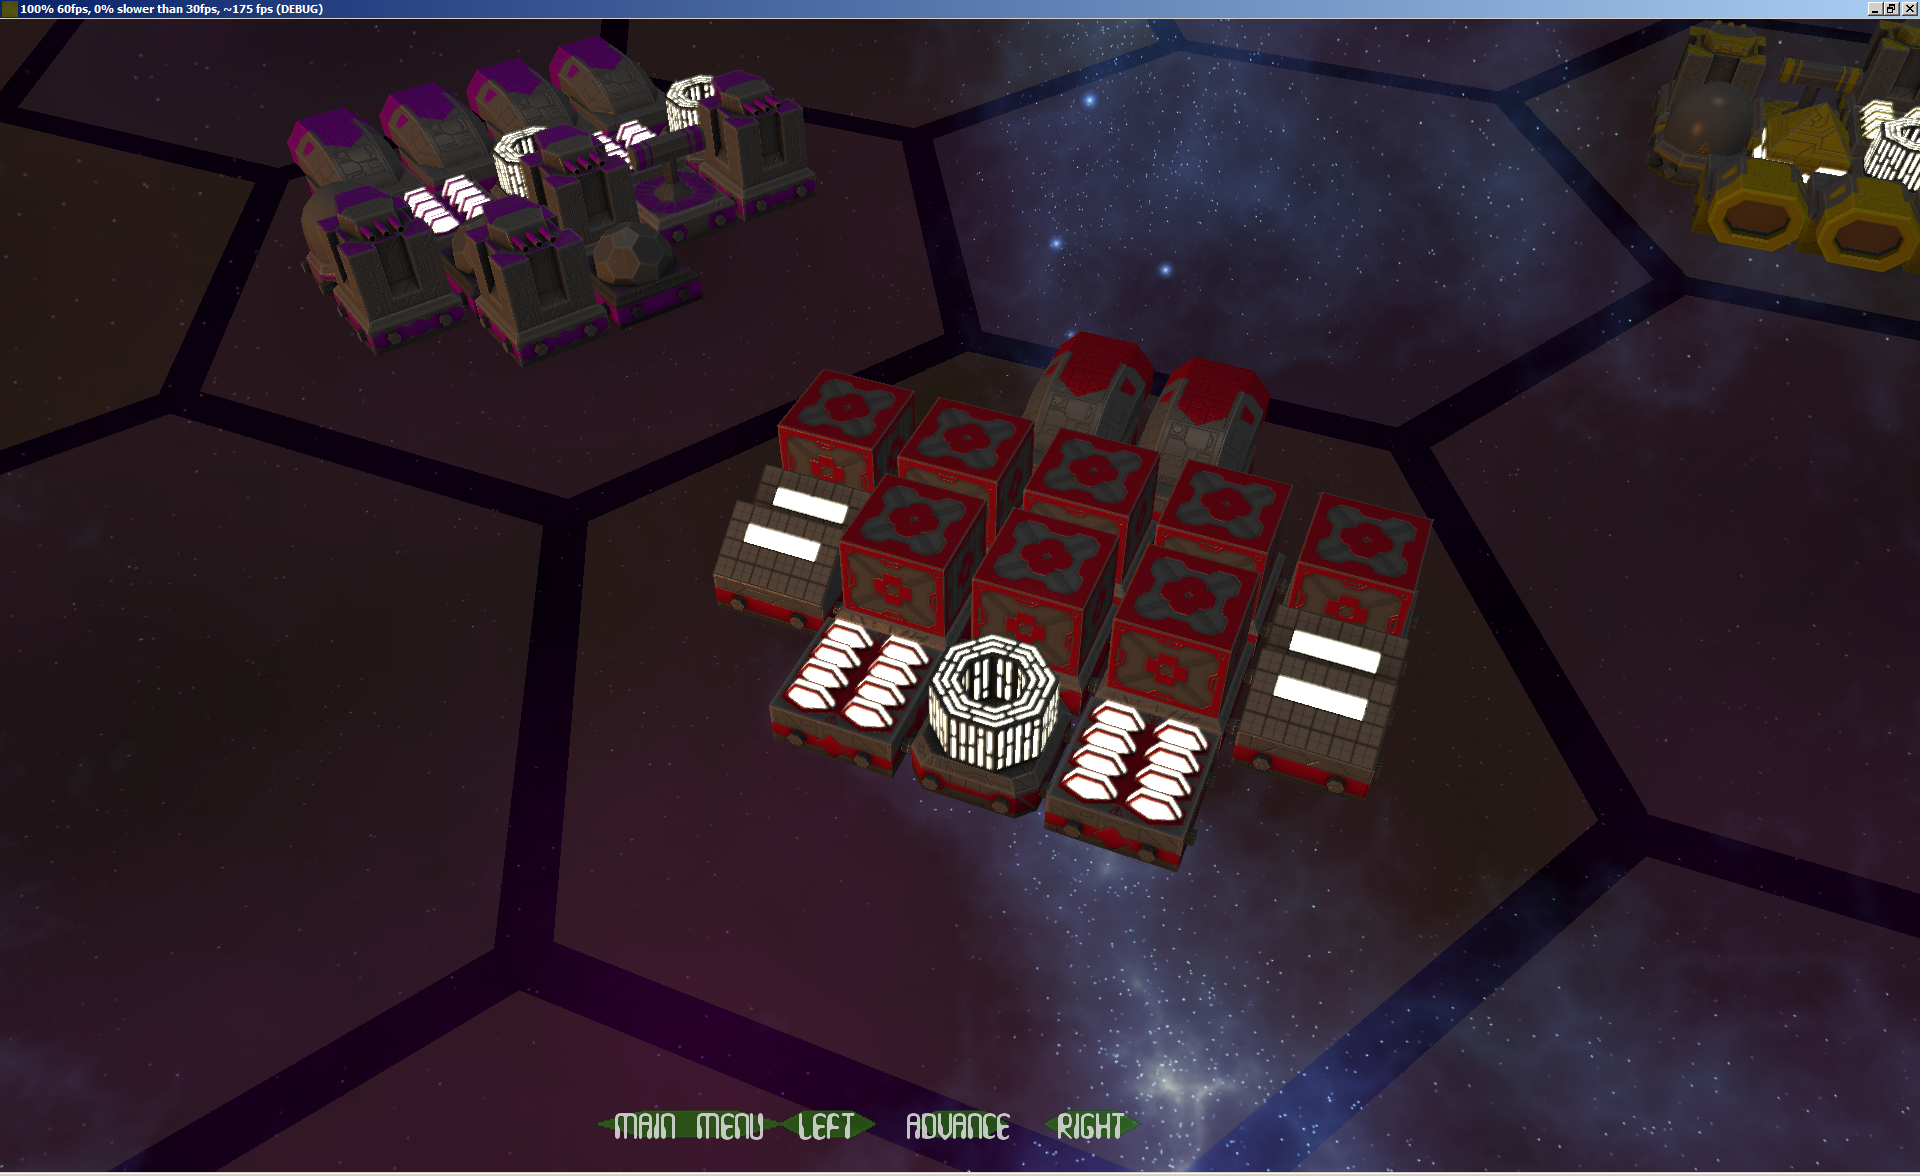 100% 60fps, 0% slower than 30fps, ~175 fps (DEBUG)
MAIN MENU LEFT ADVANCE RIGHT